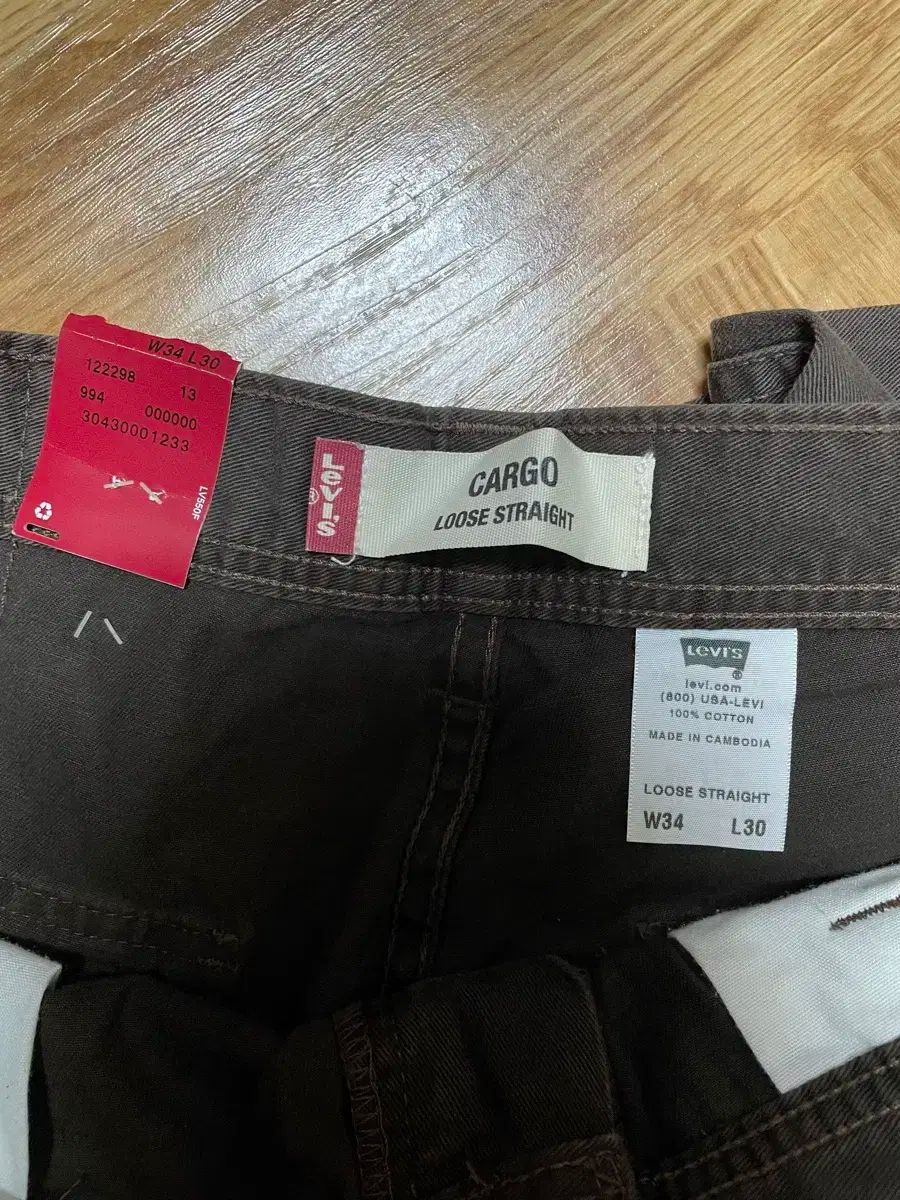 W34 L30
122298 13
994 000000
30430001233
LV550F
Levi's
®
CARGO
LOOSE STRAIGHT
Levi's
®
levi.com
(800) USA-LEVI
100% COTTON
MADE IN CAMBODIA
LOOSE STRAIGHT
W34 L30